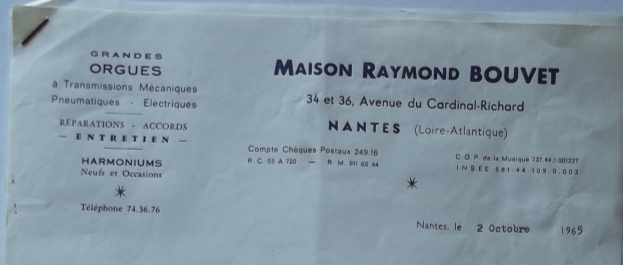 GRANDES
ORGUES
à Transmissions Mécaniques
Pneumatiques - Electriques
RÉPARATIONS - ACCORDS
— ENTRETIEN —
HARMONIUMS
Neufs et Occasions
Téléphone 74.36.76
MAISON RAYMOND BOUVET
34 et 36, Avenue du Cardinal-Richard
NANTES (Loire-Atlantique)
Compte Chèques Postaux 249.16
R. C. 55 A 720 — R. M. 811 55 44
C.O.P. de la Musique 737.44.1.001227
INSEE 561.44.109.0.003
Nantes, le 2 Octobre 1965